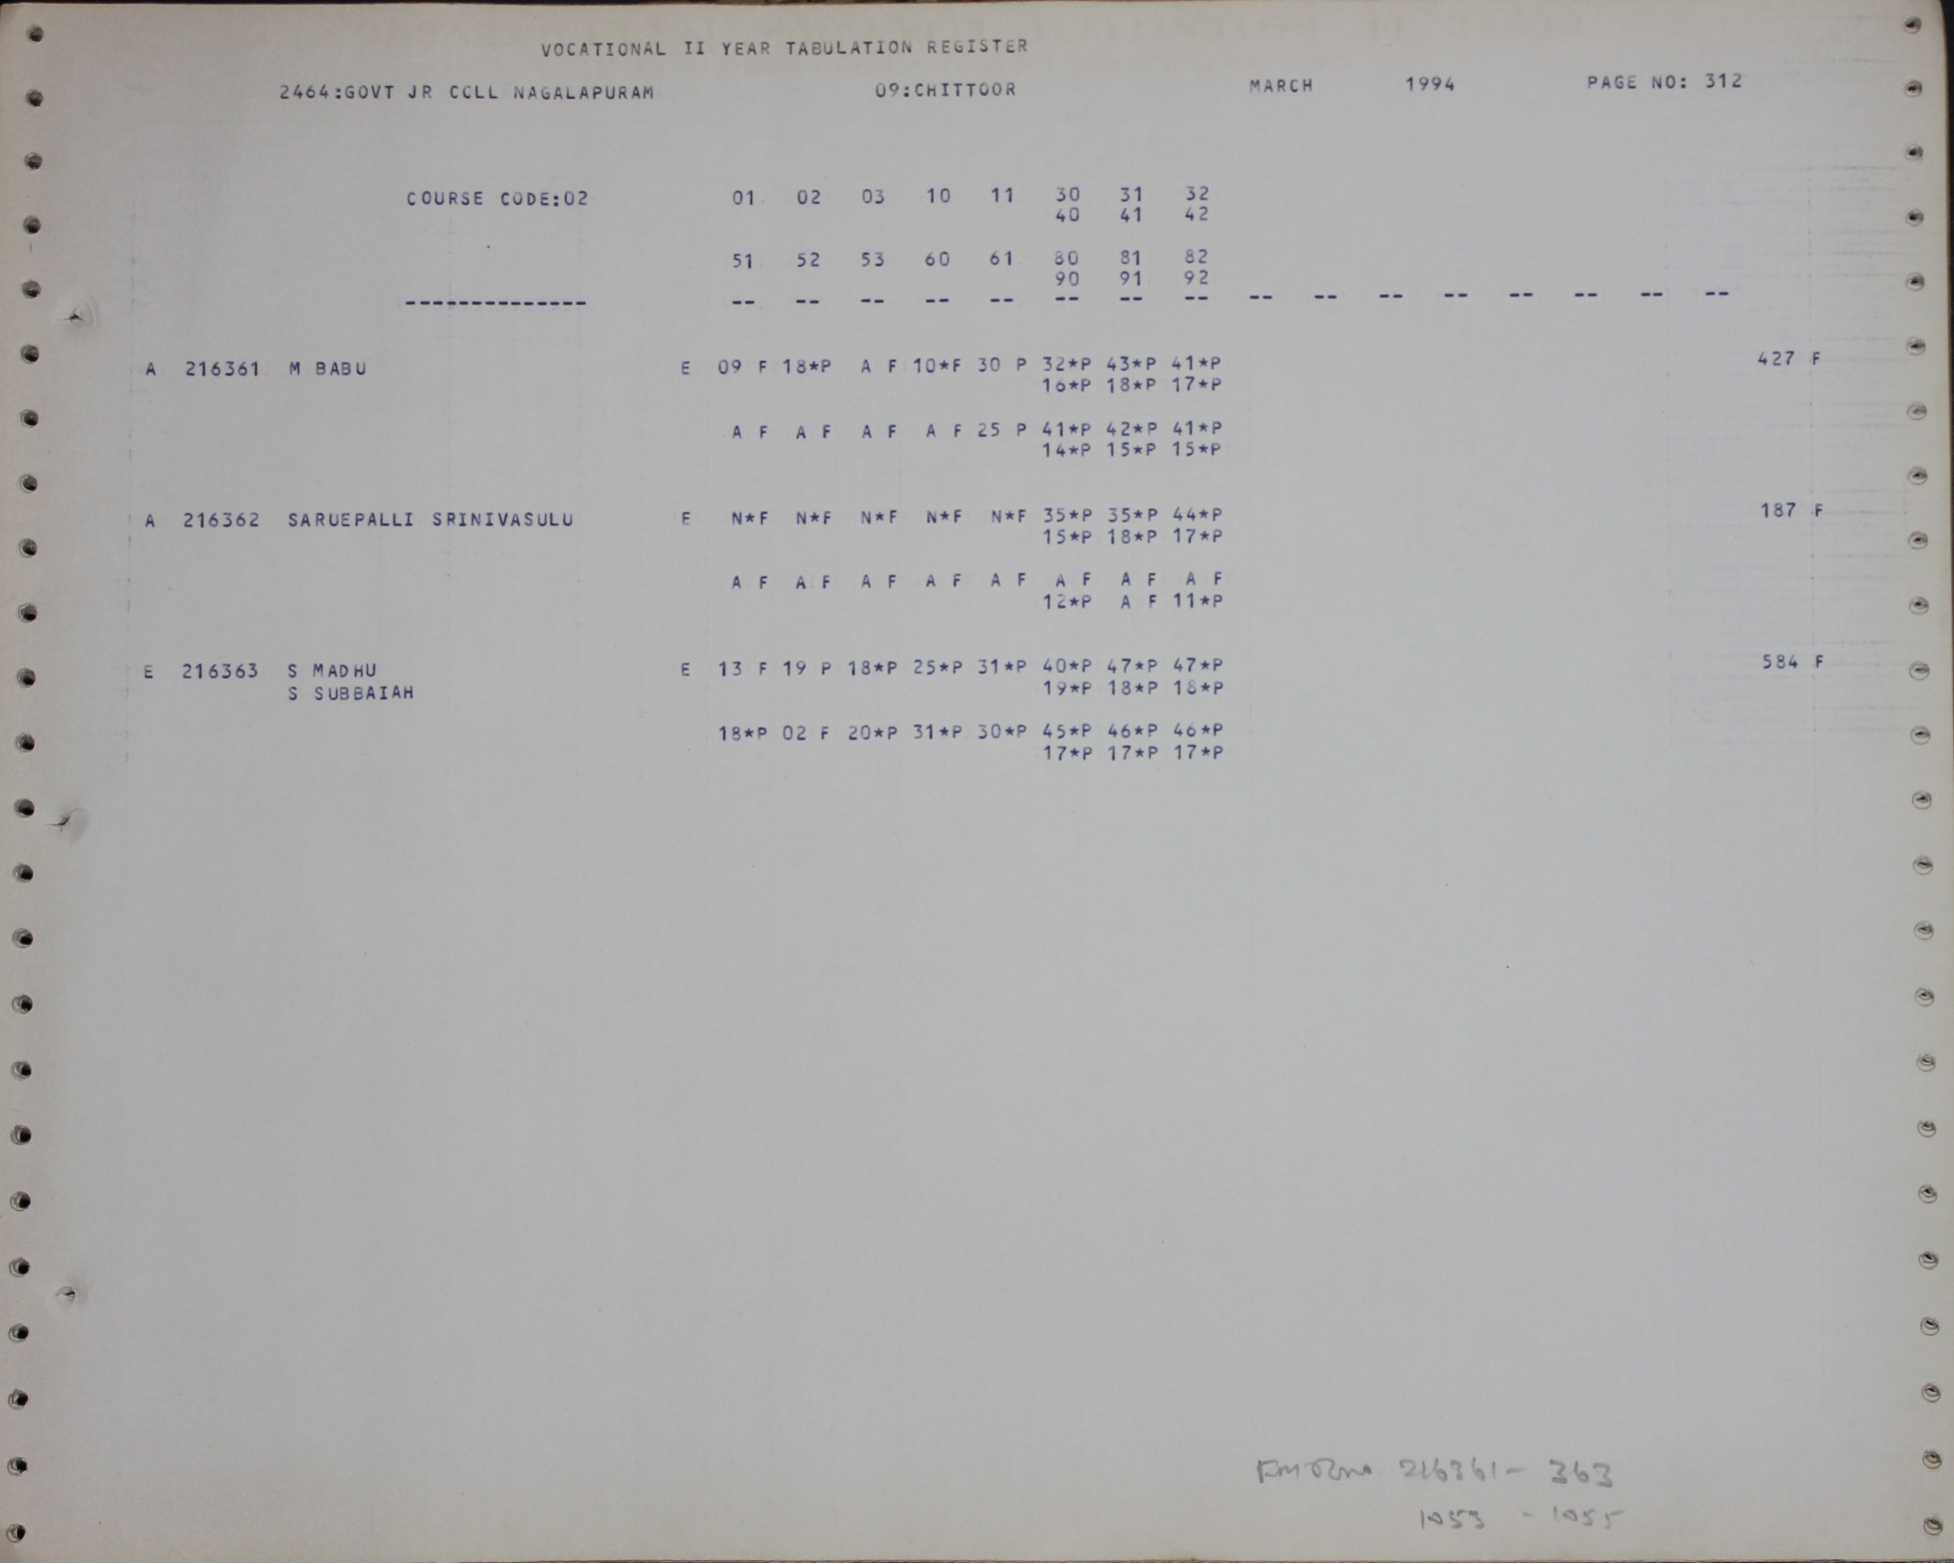 VOCATIONAL II YEAR TABULATION REGISTER
2464:GOVT JR COLL NAGALAPURAM 09:CHITTOOR MARCH 1994 PAGE NO: 312
COURSE CODE:02 01 02 03 10 11 30 31 32
40 41 42
51 52 53 60 61 80 81 82
90 91 92
-------------- -- -- -- -- -- -- -- -- -- -- -- -- -- -- -- --
A 216361 M BABU E 09 F 18*P A F 10*F 30 P 32*P 43*P 41*P 427 F
16*P 18*P 17*P
A F A F A F A F 25 P 41*P 42*P 41*P
14*P 15*P 15*P
A 216362 SARUEPALLI SRINIVASULU E N*F N*F N*F N*F N*F 35*P 35*P 44*P 187 F
15*P 18*P 17*P
A F A F A F A F A F A F A F A F
12*P A F 11*P
E 216363 S MADHU E 13 F 19 P 18*P 25*P 31*P 40*P 47*P 47*P 584 F
S SUBBAIAH 19*P 18*P 18*P
18*P 02 F 20*P 31*P 30*P 45*P 46*P 46*P
17*P 17*P 17*P
216361- 363
1053 - 1055